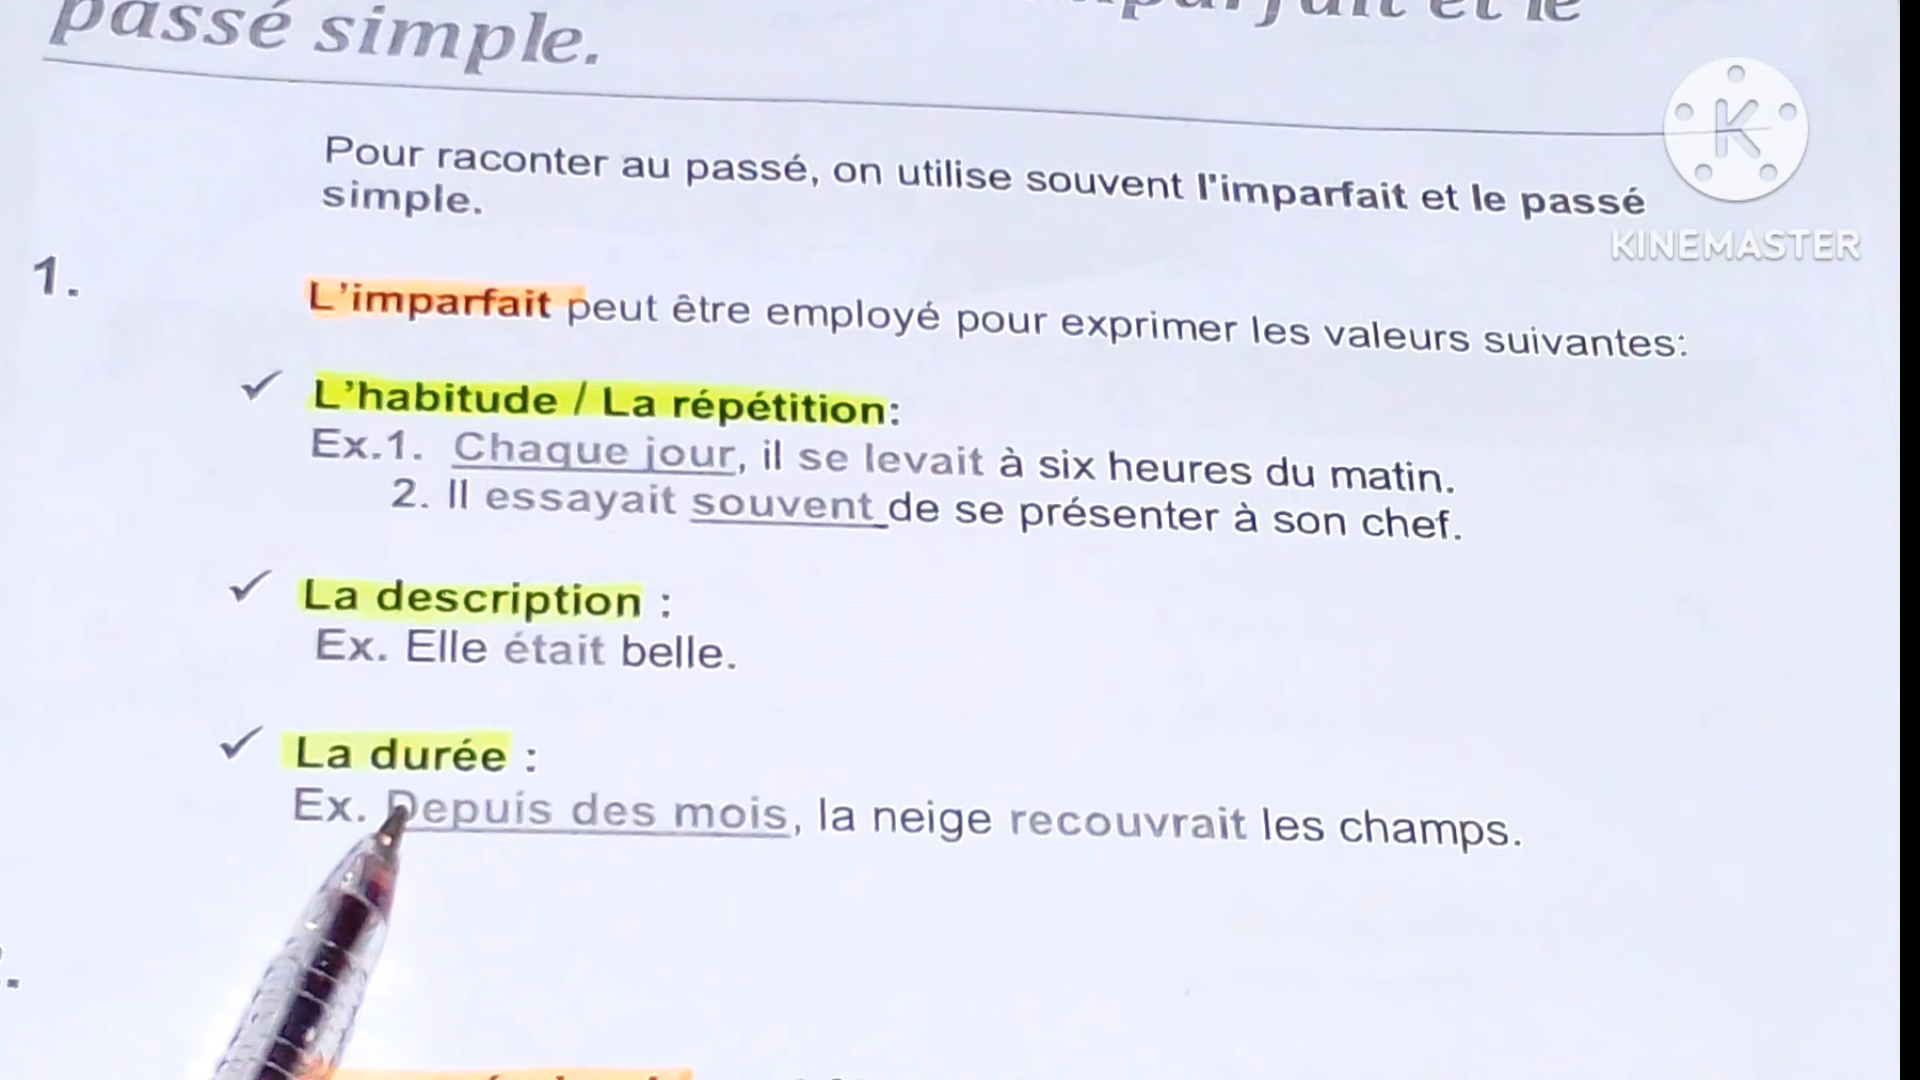 imparfait et le
passé simple.
Pour raconter au passé, on utilise souvent l'imparfait et le passé
simple.
KINEMASTER
1.
L'imparfait peut être employé pour exprimer les valeurs suivantes:
✓ L'habitude / La répétition:
Ex.1. Chaque jour, il se levait à six heures du matin.
2. Il essayait souvent de se présenter à son chef.
✓ La description :
Ex. Elle était belle.
✓ La durée :
Ex. Depuis des mois, la neige recouvrait les champs.